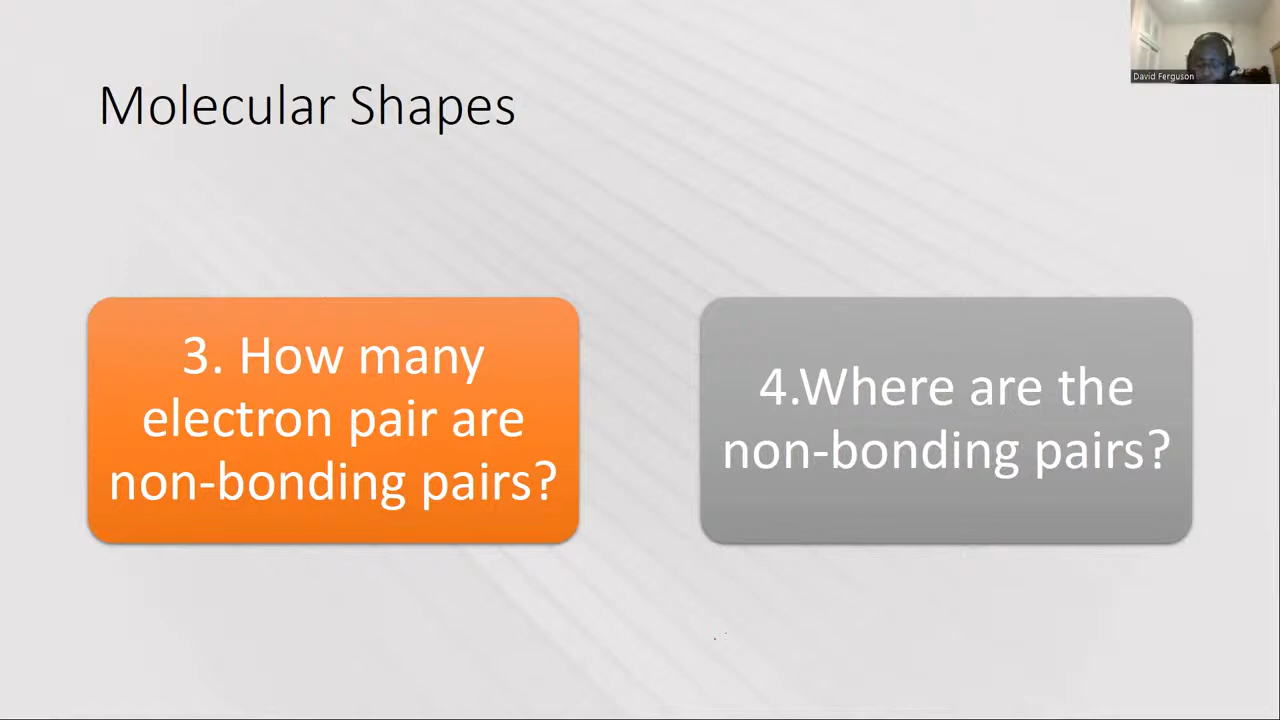 David Ferguson
Molecular Shapes
3. How many
electron pair are
non-bonding pairs?
4.Where are the
non-bonding pairs?